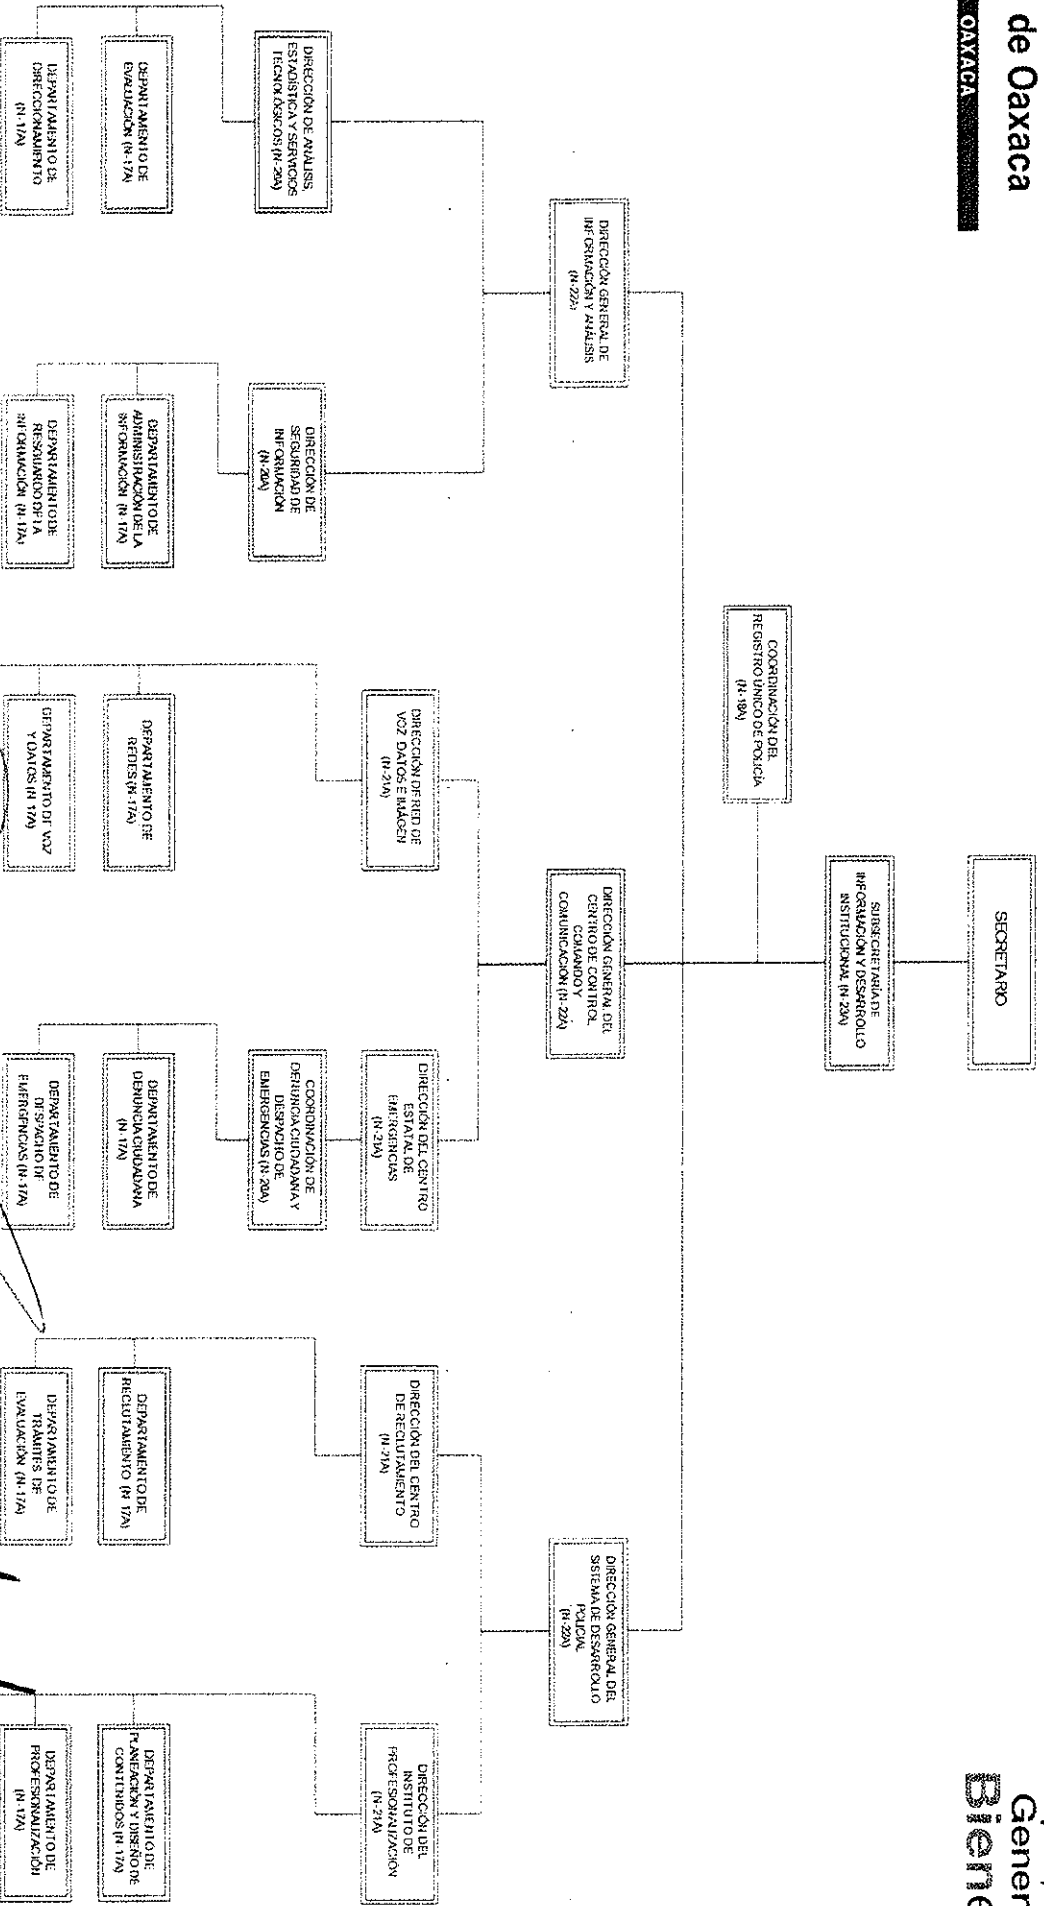 de Oaxaca
OAXACA
Géner
Biene
SECRETARIO
SUBSECRETARÍA DE
INFORMACIÓN Y DESARROLLO
INSTITUCIONAL (N-23A)
COORDINACIÓN DEL
REGISTRO ÚNICO DE POLICÍA
(N-18A)
DIRECCIÓN GENERAL DE
INFORMACIÓN Y ANÁLISIS
(N-22A)
DIRECCIÓN GENERAL DEL
CENTRO DE CONTROL
COMANDO Y
COMUNICACIÓN (N-22A)
DIRECCIÓN GENERAL DEL
SISTEMA DE DESARROLLO
POLICIAL
(N-22A)
DIRECCIÓN DE RED DE
VOZ DATOS E IMÁGEN
(N-21A)
DIRECCIÓN DEL CENTRO
ESTATAL DE
EMERGENCIAS
(N-21A)
DIRECCIÓN DEL CENTRO
DE RECLUTAMIENTO
(N-21A)
DIRECCIÓN DEL
INSTITUTO DE
PROFESIONALIZACIÓN
(N-21A)
DIRECCIÓN DE ANÁLISIS,
ESTADÍSTICA Y SERVICIOS
TECNOLÓGICOS (N-20A)
DIRECCIÓN DE
SEGURIDAD DE
INFORMACIÓN
(N-20A)
COORDINACIÓN DE
DENUNCIA CIUDADANA Y
DESPACHO DE
EMERGENCIAS (N-20A)
DEPARTAMENTO DE
EVALUACIÓN (N-17A)
DEPARTAMENTO DE
ADMINISTRACIÓN DE LA
INFORMACIÓN (N-17A)
DEPARTAMENTO DE
REDES (N-17A)
DEPARTAMENTO DE
DENUNCIA CIUDADANA
(N-17A)
DEPARTAMENTO DE
RECLUTAMIENTO (N-17A)
DEPARTAMENTO DE
PLANEACIÓN Y DISEÑO DE
CONTENIDOS (N-17A)
DEPARTAMENTO DE
DIRECCIONAMIENTO
(N-17A)
DEPARTAMENTO DE
RESGUARDO DE LA
INFORMACIÓN (N-17A)
DEPARTAMENTO DE VOZ
Y DATOS (N-17A)
DEPARTAMENTO DE
DESPACHO DE
EMERGENCIAS (N-17A)
DEPARTAMENTO DE
TRÁMITES DE
EVALUACIÓN (N-17A)
DEPARTAMENTO DE
PROFESIONALIZACIÓN
(N-17A)